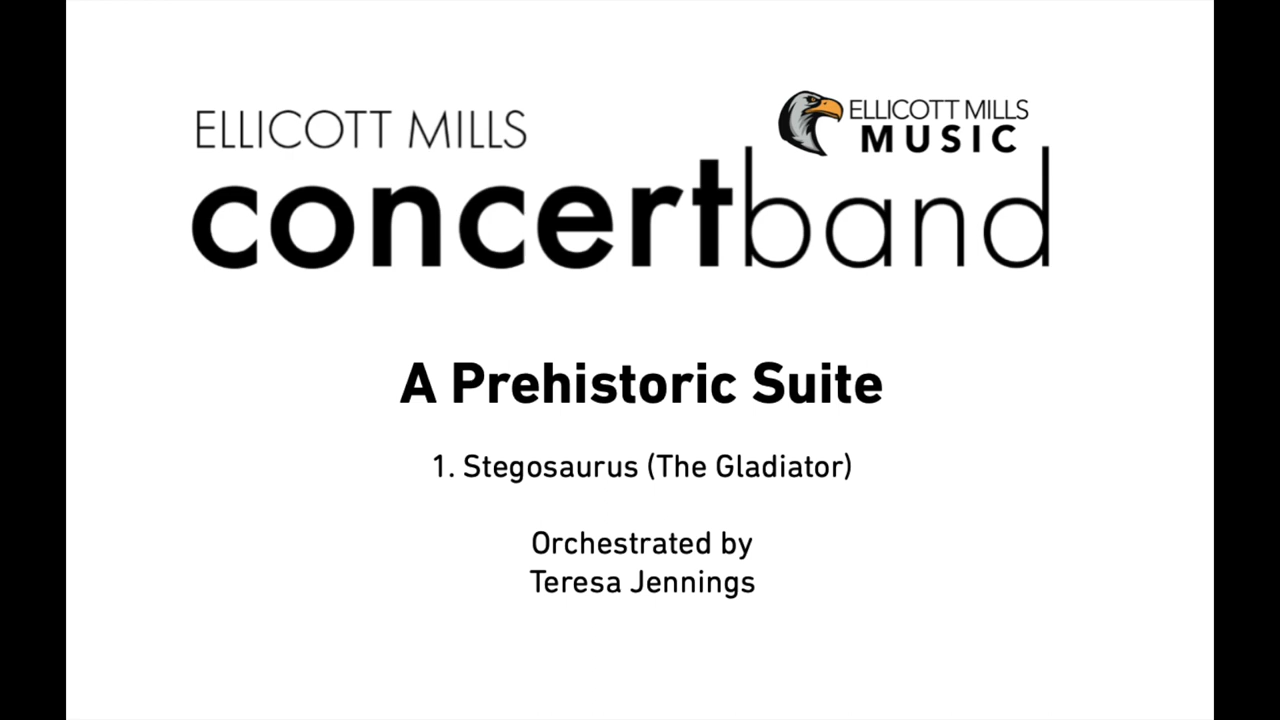 ELLICOTT MILLS
concertband
ELLICOTT MILLS
MUSIC
A Prehistoric Suite
1. Stegosaurus (The Gladiator)
Orchestrated by
Teresa Jennings